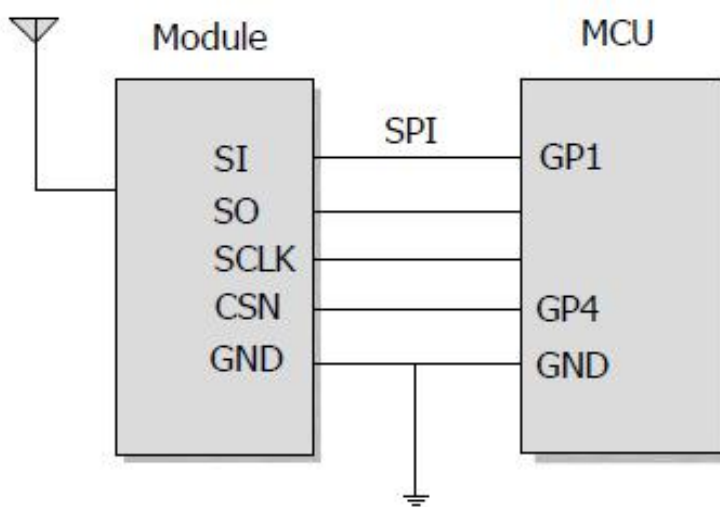 Module
MCU
SPI
SI
GP1
SO
SCLK
CSN
GP4
GND
GND